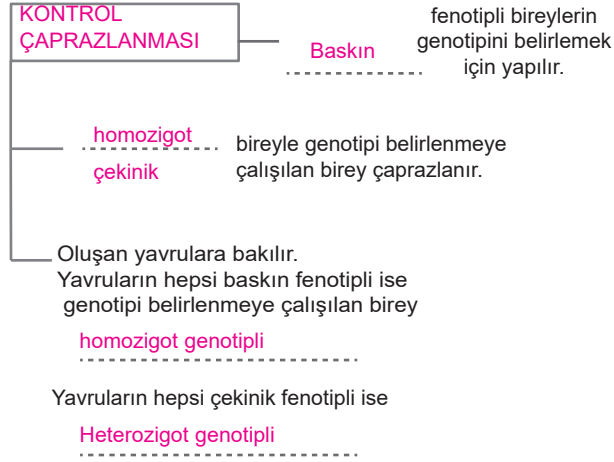 KONTROL
ÇAPRAZLANMASI
Baskın
fenotipli bireylerin
genotipini belirlemek
için yapılır.
homozigot
çekinik
bireyle genotipi belirlenmeye
çalışılan birey çaprazlanır.
Oluşan yavrulara bakılır.
Yavruların hepsi baskın fenotipli ise
genotipi belirlenmeye çalışılan birey
homozigot genotipli
Yavruların hepsi çekinik fenotipli ise
Heterozigot genotipli